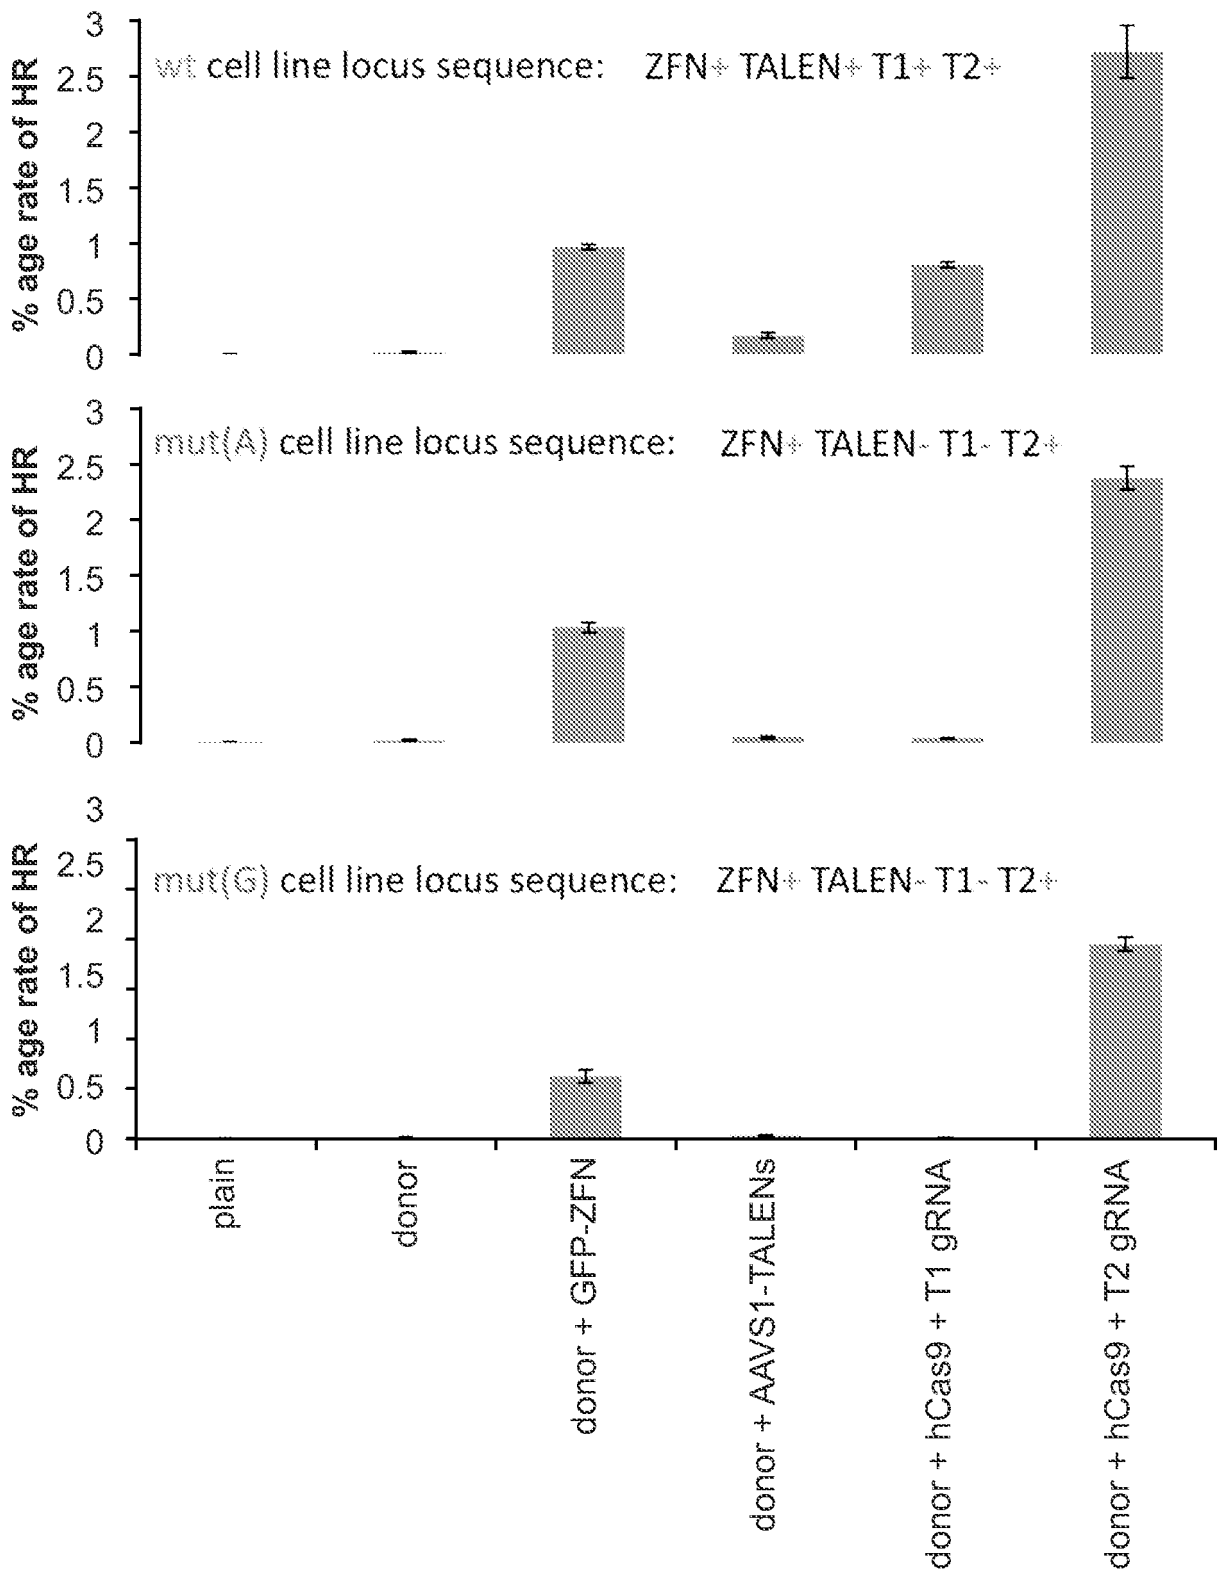 % age rate of HR
3
2.5
2
1.5
1
0.5
0
wt cell line locus sequence: ZFN+ TALEN+ T1+ T2+
% age rate of HR
3
2.5
2
1.5
1
0.5
0
mut(A) cell line locus sequence: ZFN+ TALEN- T1- T2+
% age rate of HR
3
2.5
2
1.5
1
0.5
0
mut(G) cell line locus sequence: ZFN+ TALEN- T1- T2+
plain
donor
donor + GFP-ZFN
donor + AAVS1-TALENs
donor + hCas9 + T1 gRNA
donor + hCas9 + T2 gRNA